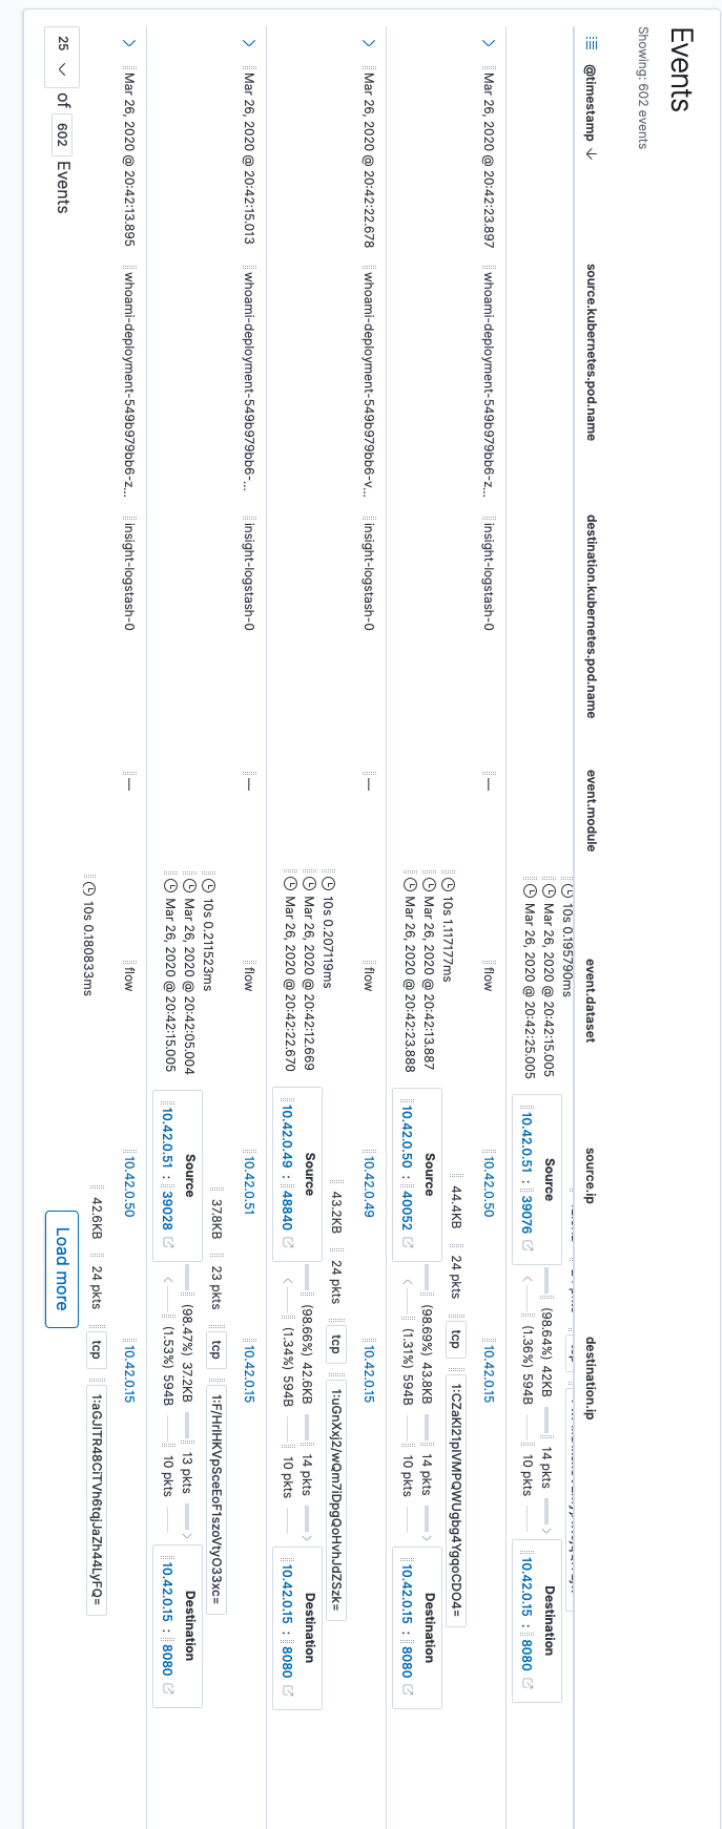 Events
Showing: 602 events
@timestamp source.kubernetes.pod.name destination.kubernetes.pod.name event.module event.dataset source.ip destination.ip
10s 0.195790ms
Mar 26, 2020 @ 20:42:15.005 Source (98.64%) 42KB 14 pkts Destination
Mar 26, 2020 @ 20:42:25.005 10.42.0.51 : 39076 (1.36%) 594B 10 pkts 10.42.0.15 : 8080
Mar 26, 2020 @ 20:42:23.897 whoami-deployment-549b979bb6-z... insight-logstash-0 — flow 10.42.0.50 10.42.0.15
44.4KB 24 pkts tcp 1:CZaKI21pIVMPQWUgbg4YgqoCDO4=
10s 1.117177ms
Mar 26, 2020 @ 20:42:13.887 Source (98.69%) 43.8KB 14 pkts Destination
Mar 26, 2020 @ 20:42:23.888 10.42.0.50 : 40052 (1.31%) 594B 10 pkts 10.42.0.15 : 8080
Mar 26, 2020 @ 20:42:22.678 whoami-deployment-549b979bb6-v... insight-logstash-0 — flow 10.42.0.49 10.42.0.15
43.2KB 24 pkts tcp 1:uGnXxj2/wQm7lDpgQoHvhJdZSzk=
10s 0.207119ms
Mar 26, 2020 @ 20:42:12.669 Source (98.66%) 42.6KB 14 pkts Destination
Mar 26, 2020 @ 20:42:22.670 10.42.0.49 : 48840 (1.34%) 594B 10 pkts 10.42.0.15 : 8080
Mar 26, 2020 @ 20:42:15.013 whoami-deployment-549b979bb6-... insight-logstash-0 — flow 10.42.0.51 10.42.0.15
37.8KB 23 pkts tcp 1:F/HrIHKVpSceEoF1szoVtyO33xc=
10s 0.211523ms
Mar 26, 2020 @ 20:42:05.004 Source (98.47%) 37.2KB 13 pkts Destination
Mar 26, 2020 @ 20:42:15.005 10.42.0.51 : 39028 (1.53%) 594B 10 pkts 10.42.0.15 : 8080
Mar 26, 2020 @ 20:42:13.895 whoami-deployment-549b979bb6-z... insight-logstash-0 — flow 10.42.0.50 10.42.0.15
42.6KB 24 pkts tcp 1:aGJITR48CiTVh6tqjJaZh44LyFQ=
10s 0.180833ms
25 of 602 Events Load more